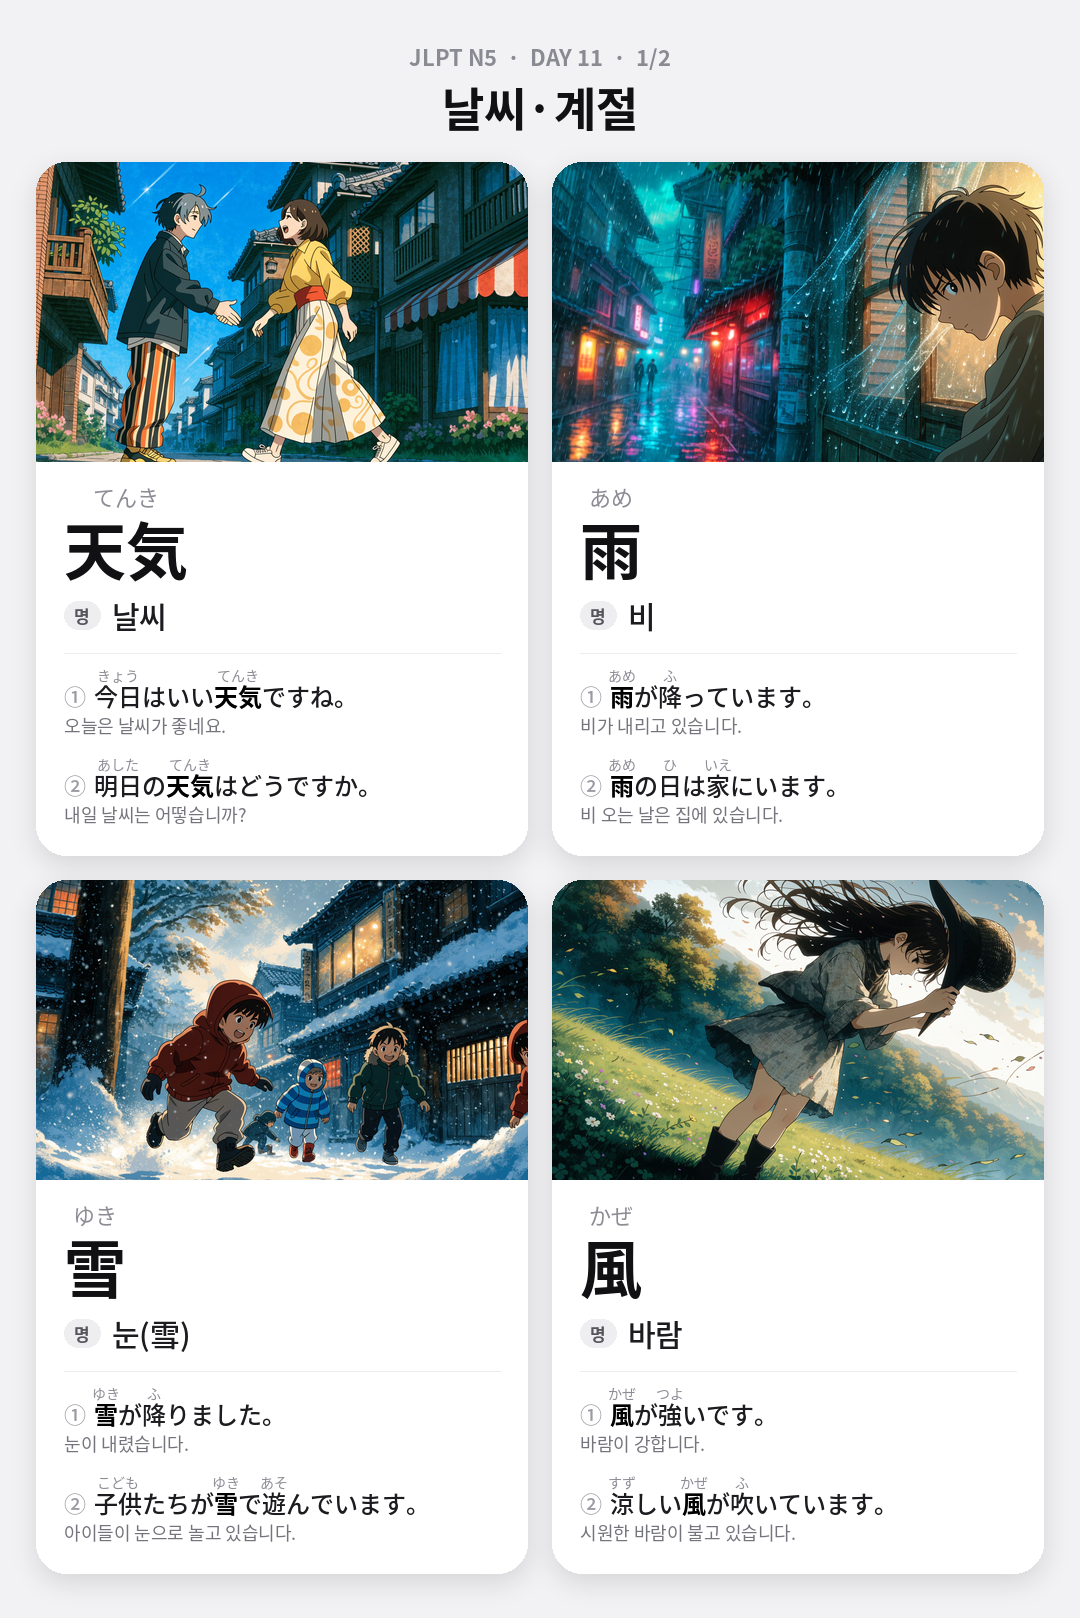 JLPT N5 · DAY 11 · 1/2
날씨·계절
てんき
天気
명 날씨
きょう てんき
① 今日はいい天気ですね。
오늘은 날씨가 좋네요.
あした てんき
② 明日の天気はどうですか。
내일 날씨는 어떻습니까?
あめ
雨
명 비
あめ ふ
① 雨が降っています。
비가 내리고 있습니다.
あめ ひ いえ
② 雨の日は家にいます。
비 오는 날은 집에 있습니다.
ゆき
雪
명 눈(雪)
ゆき ふ
① 雪が降りました。
눈이 내렸습니다.
こども ゆき あそ
② 子供たちが雪で遊んでいます。
아이들이 눈으로 놀고 있습니다.
かぜ
風
명 바람
かぜ つよ
① 風が強いです。
바람이 강합니다.
すず かぜ ふ
② 涼しい風が吹いています。
시원한 바람이 불고 있습니다.